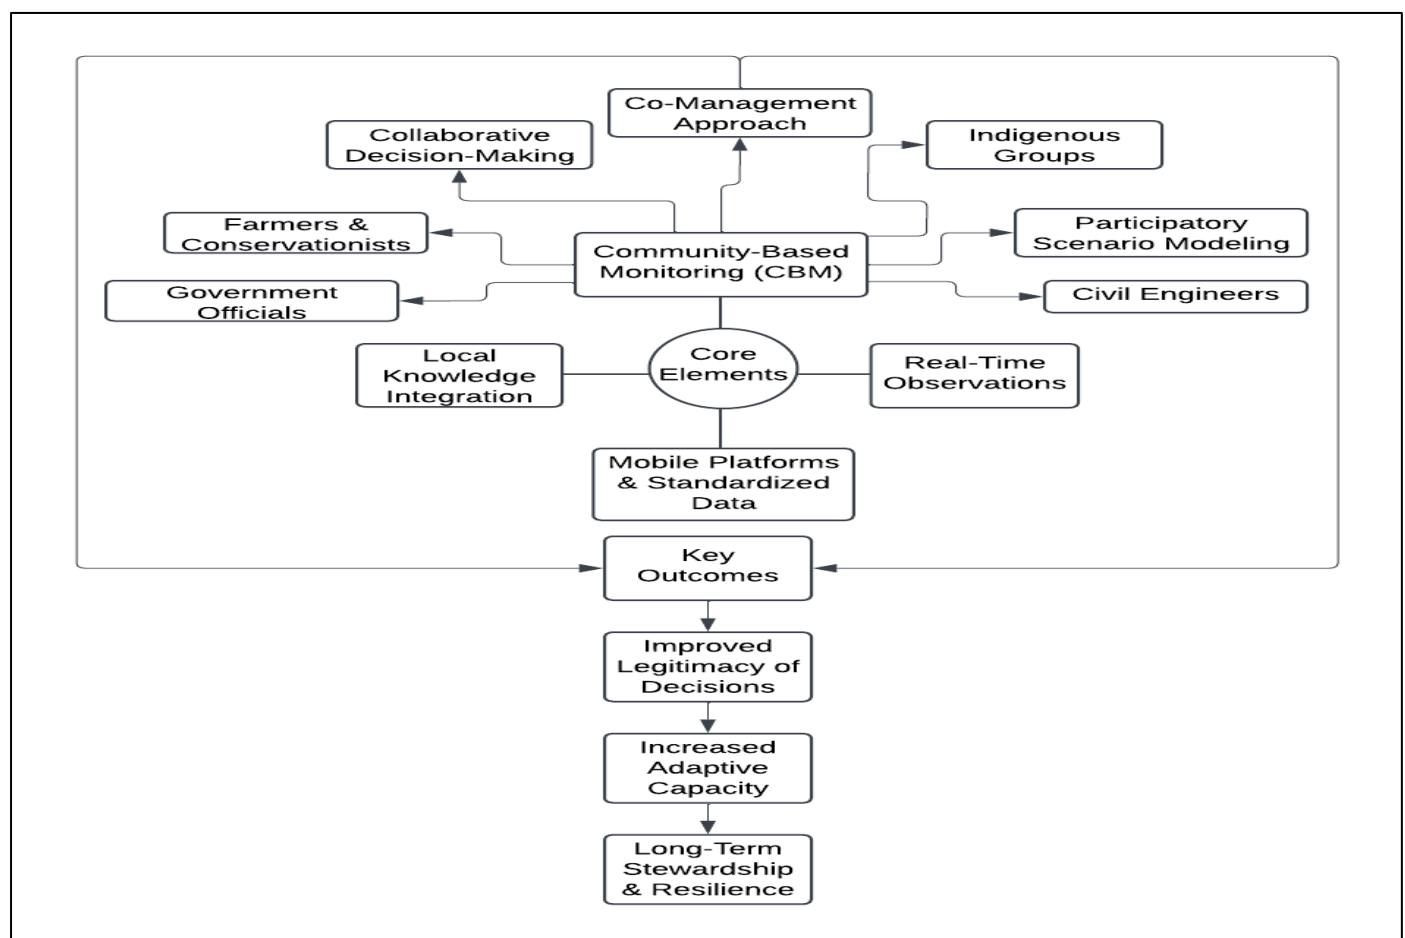 Co-Management
Approach
Collaborative
Decision-Making
Indigenous
Groups
Farmers &
Conservationists
Participatory
Scenario Modeling
Community-Based
Monitoring (CBM)
Government
Officials
Civil Engineers
Core
Elements
Local
Knowledge
Integration
Real-Time
Observations
Mobile Platforms
& Standardized
Data
Key
Outcomes
Improved
Legitimacy of
Decisions
Increased
Adaptive
Capacity
Long-Term
Stewardship
& Resilience